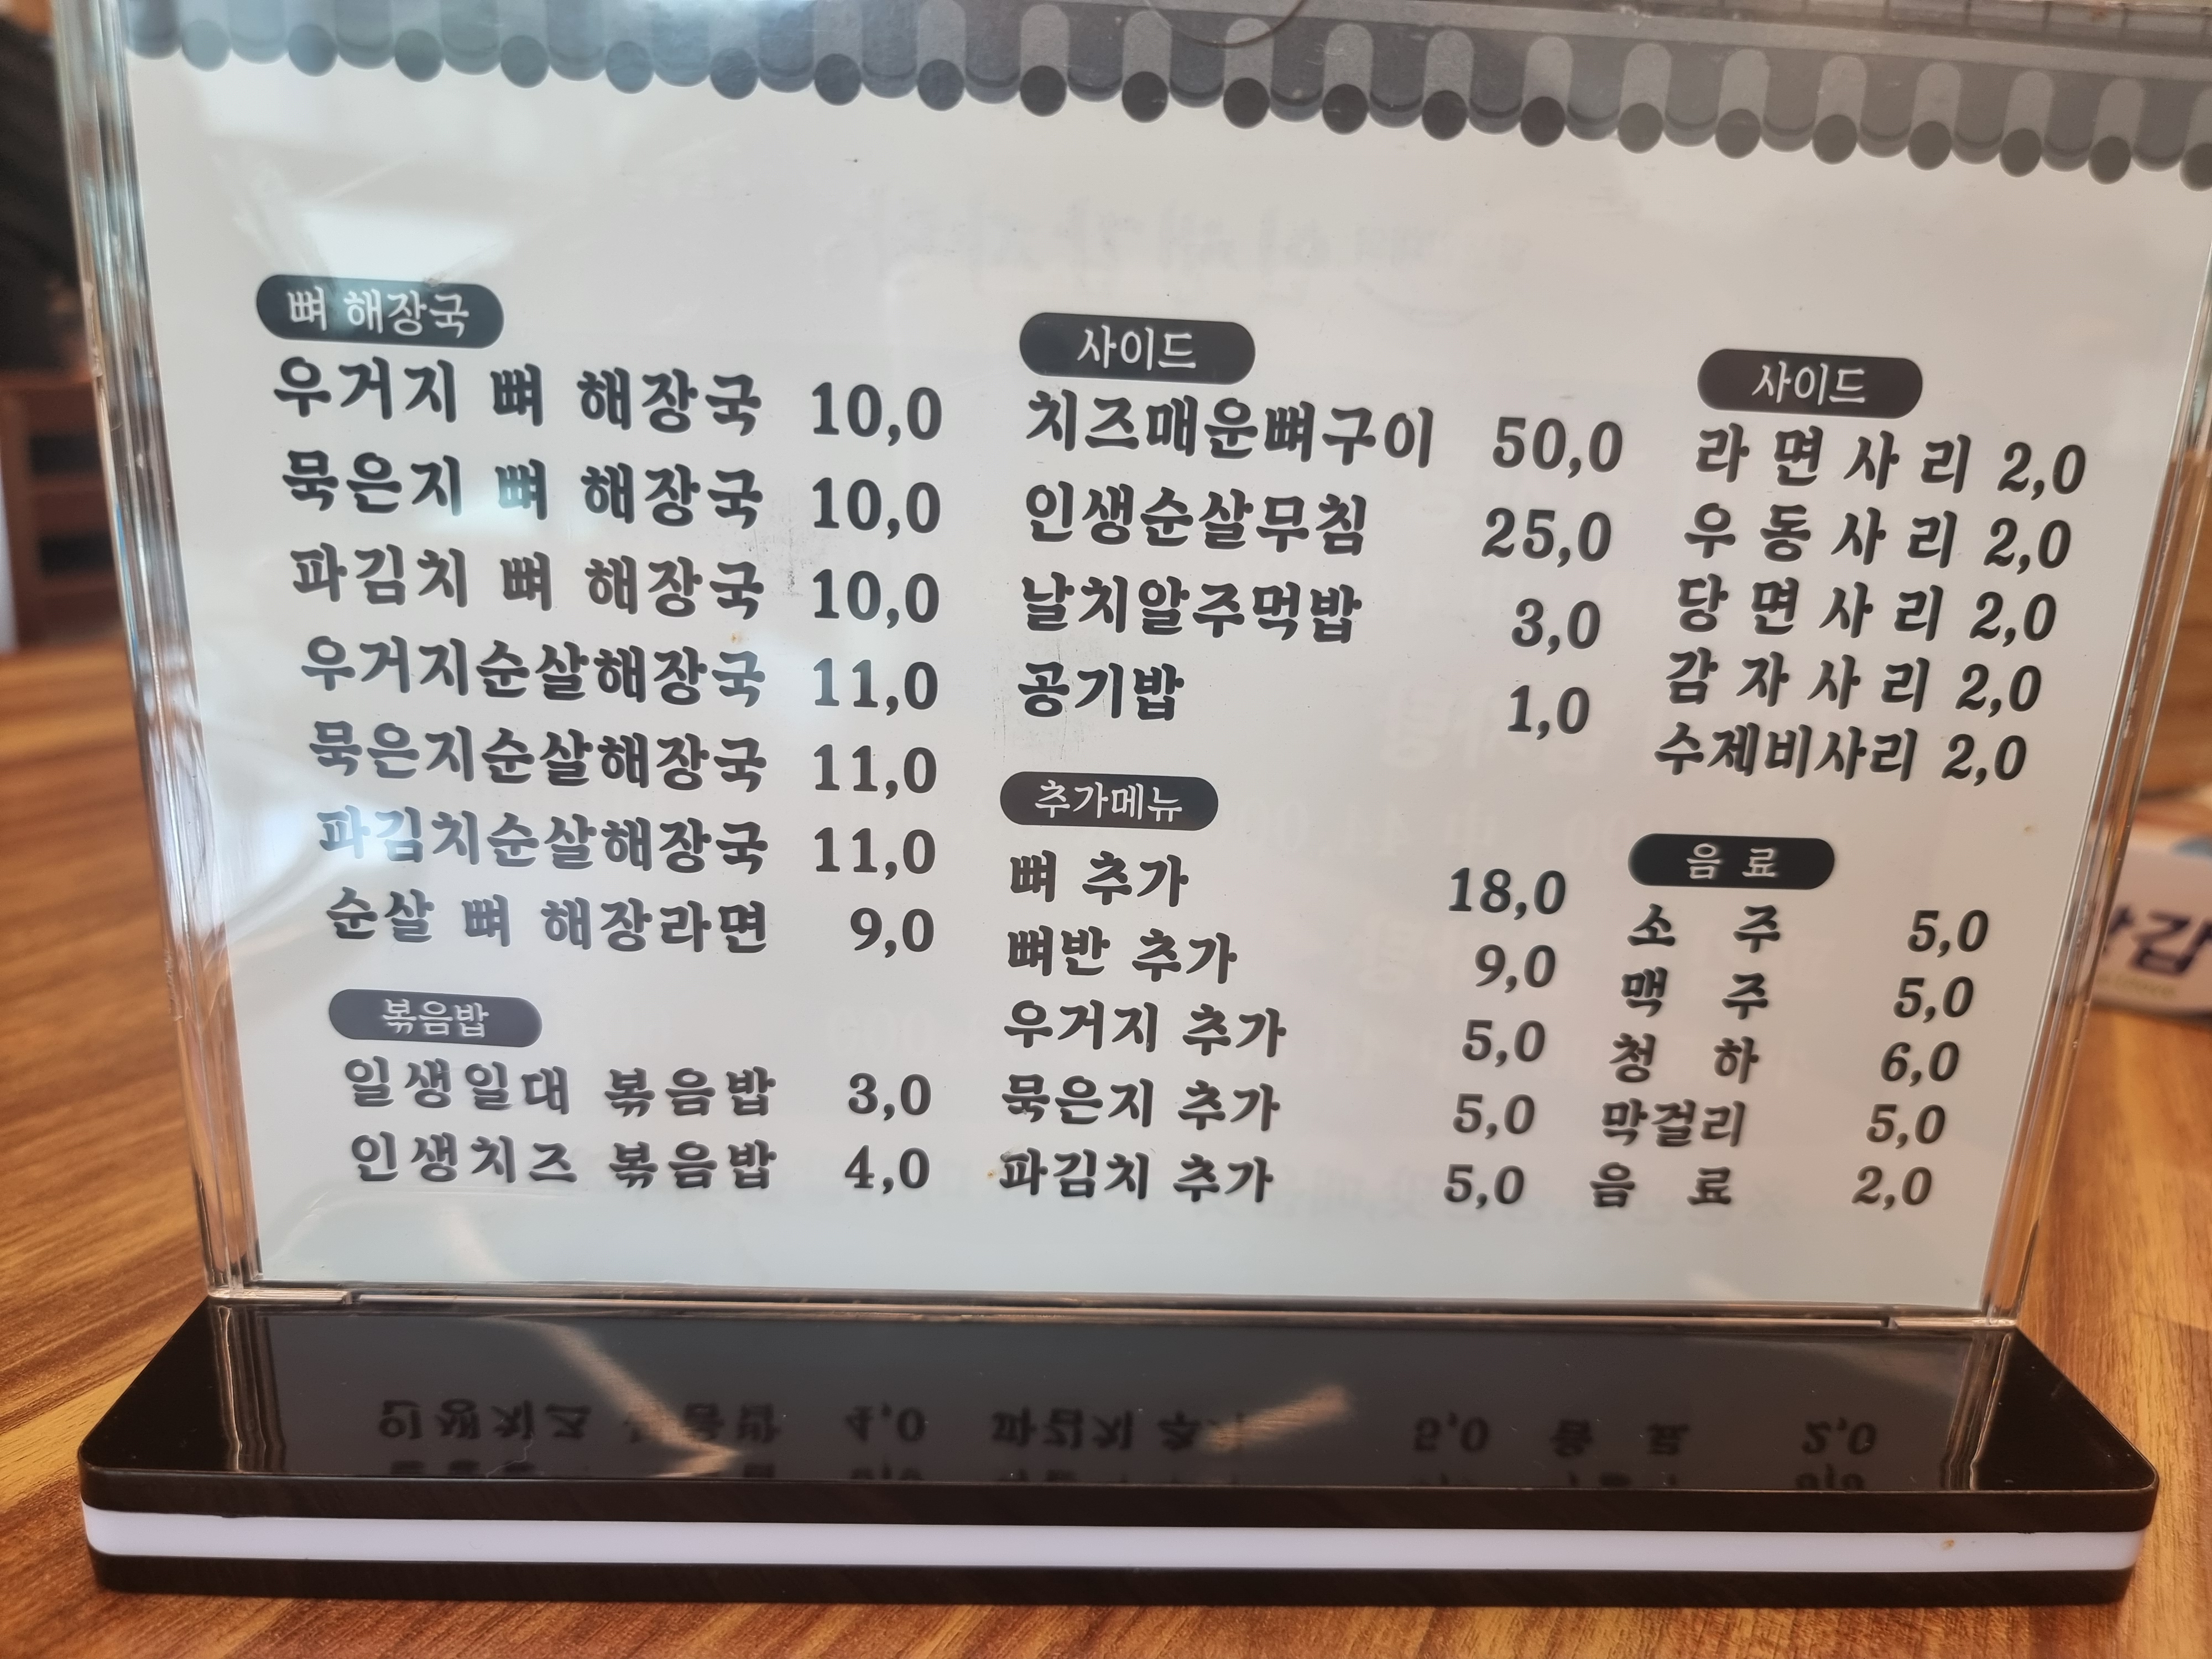 뼈 해장국
우거지 뼈 해장국 10,0
묵은지 뼈 해장국 10,0
파김치 뼈 해장국 10,0
우거지순살해장국 11,0
묵은지순살해장국 11,0
파김치순살해장국 11,0
순살 뼈 해장라면 9,0
볶음밥
일생일대 볶음밥 3,0
인생치즈 볶음밥 4,0
사이드
치즈매운뼈구이 50,0
인생순살무침 25,0
날치알주먹밥 3,0
공기밥 1,0
추가메뉴
뼈 추가 18,0
뼈반 추가 9,0
우거지 추가 5,0
묵은지 추가 5,0
파김치 추가 5,0
사이드
라면사리 2,0
우동사리 2,0
당면사리 2,0
감자사리 2,0
수제비사리 2,0
음료
소주 5,0
맥주 5,0
청하 6,0
막걸리 5,0
음료 2,0